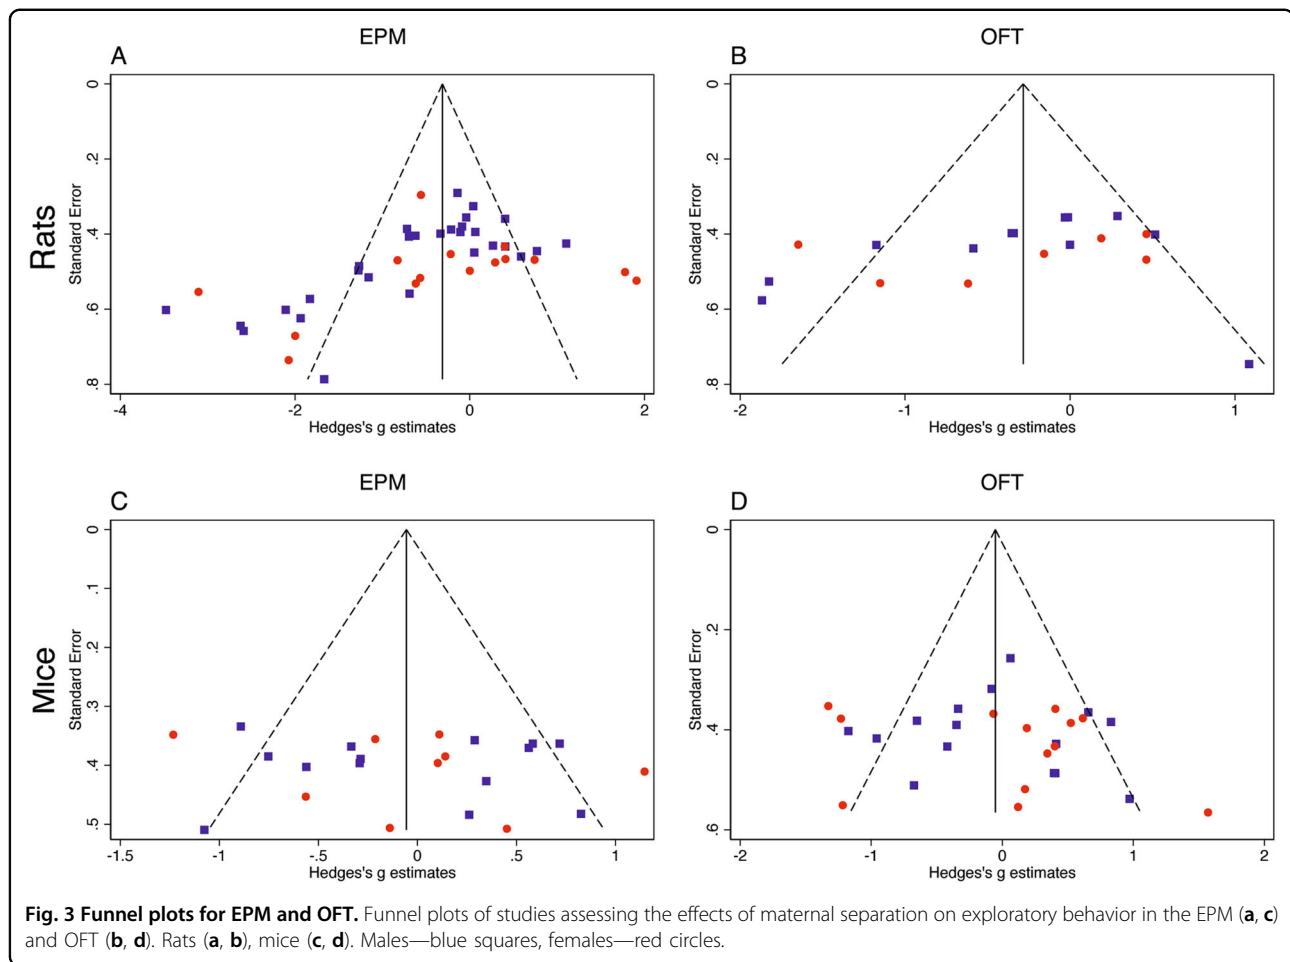 EPM
OFT
A
B
Rats
Standard Error
0
.2
.4
.6
.8
-4
-2
0
2
Hedges's g estimates
Standard Error
0
.2
.4
.6
.8
-2
-1
0
1
Hedges's g estimates
EPM
OFT
C
D
Mice
Standard Error
0
.1
.2
.3
.4
.5
-1.5
-1
-.5
0
.5
1
Hedges's g estimates
Standard Error
0
.2
.4
.6
-2
-1
0
1
2
Hedges's g estimates
Fig. 3 Funnel plots for EPM and OFT. Funnel plots of studies assessing the effects of maternal separation on exploratory behavior in the EPM (a, c)
and OFT (b, d). Rats (a, b), mice (c, d). Males—blue squares, females—red circles.